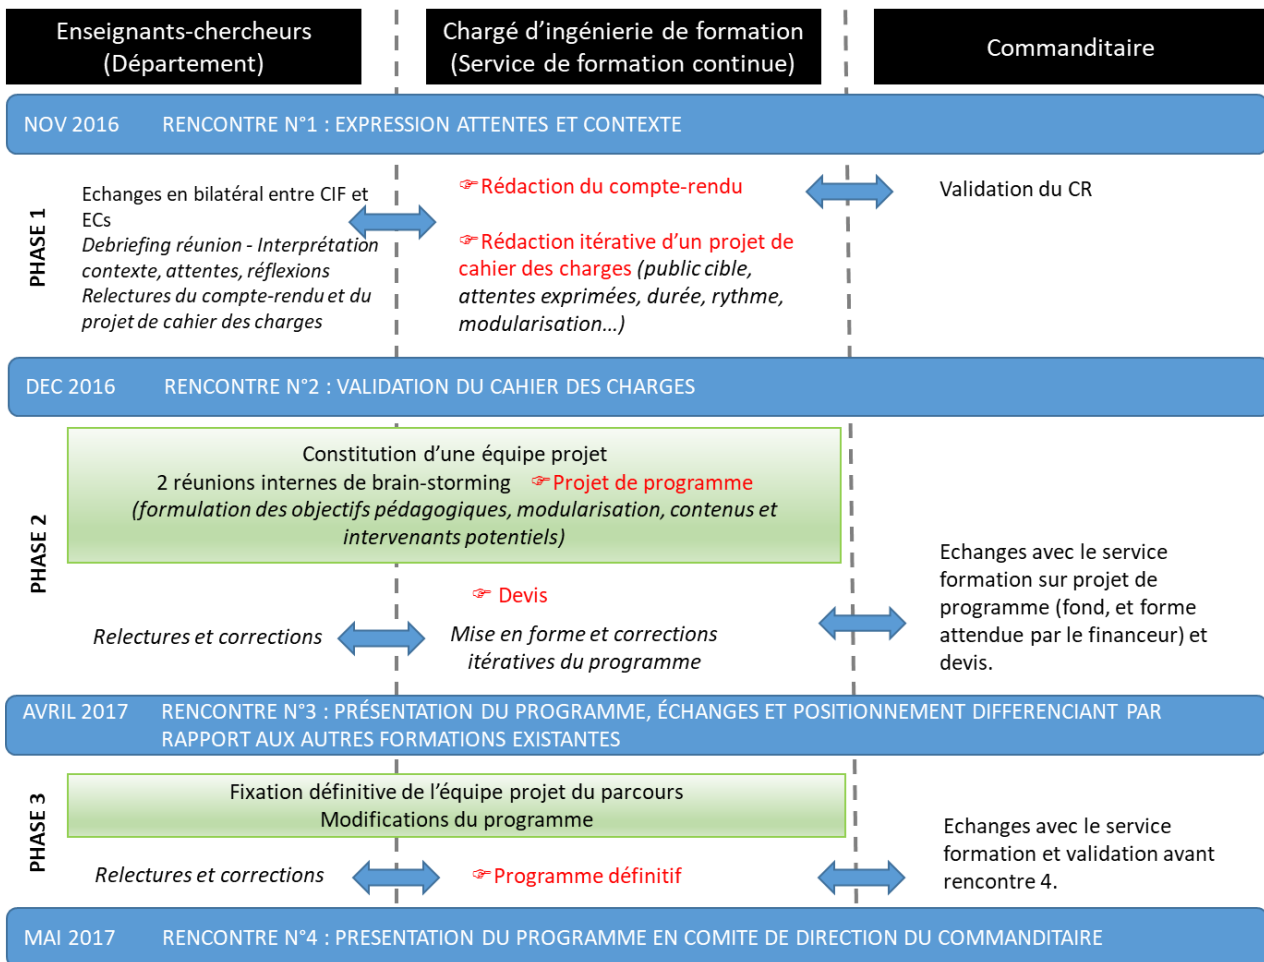 Enseignants-chercheurs
(Département)
Chargé d'ingénierie de formation
(Service de formation continue)
Commanditaire
NOV 2016 RENCONTRE N°1 : EXPRESSION ATTENTES ET CONTEXTE
PHASE 1
Echanges en bilatéral entre CIF et
ECs
Debriefing réunion - Interprétation
contexte, attentes, réflexions
Relectures du compte-rendu et du
projet de cahier des charges
☞Rédaction du compte-rendu
☞Rédaction itérative d'un projet de
cahier des charges (public cible,
attentes exprimées, durée, rythme,
modularisation…)
Validation du CR
DEC 2016 RENCONTRE N°2 : VALIDATION DU CAHIER DES CHARGES
PHASE 2
Constitution d'une équipe projet
2 réunions internes de brain-storming ☞Projet de programme
(formulation des objectifs pédagogiques, modularisation, contenus et
intervenants potentiels)
Relectures et corrections
☞ Devis
Mise en forme et corrections
itératives du programme
Echanges avec le service
formation sur projet de
programme (fond, et forme
attendue par le financeur) et
devis.
AVRIL 2017 RENCONTRE N°3 : PRÉSENTATION DU PROGRAMME, ÉCHANGES ET POSITIONNEMENT DIFFERENCIANT PAR
RAPPORT AUX AUTRES FORMATIONS EXISTANTES
PHASE 3
Fixation définitive de l'équipe projet du parcours
Modifications du programme
Relectures et corrections
☞Programme définitif
Echanges avec le service
formation et validation avant
rencontre 4.
MAI 2017 RENCONTRE N°4 : PRESENTATION DU PROGRAMME EN COMITE DE DIRECTION DU COMMANDITAIRE